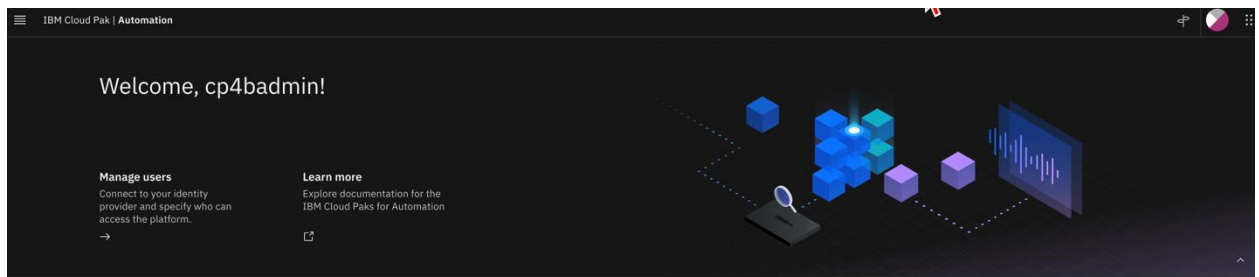 IBM Cloud Pak | Automation
Welcome, cp4badmin!
Manage users
Connect to your identity
provider and specify who can
access the platform.
Learn more
Explore documentation for the
IBM Cloud Paks for Automation